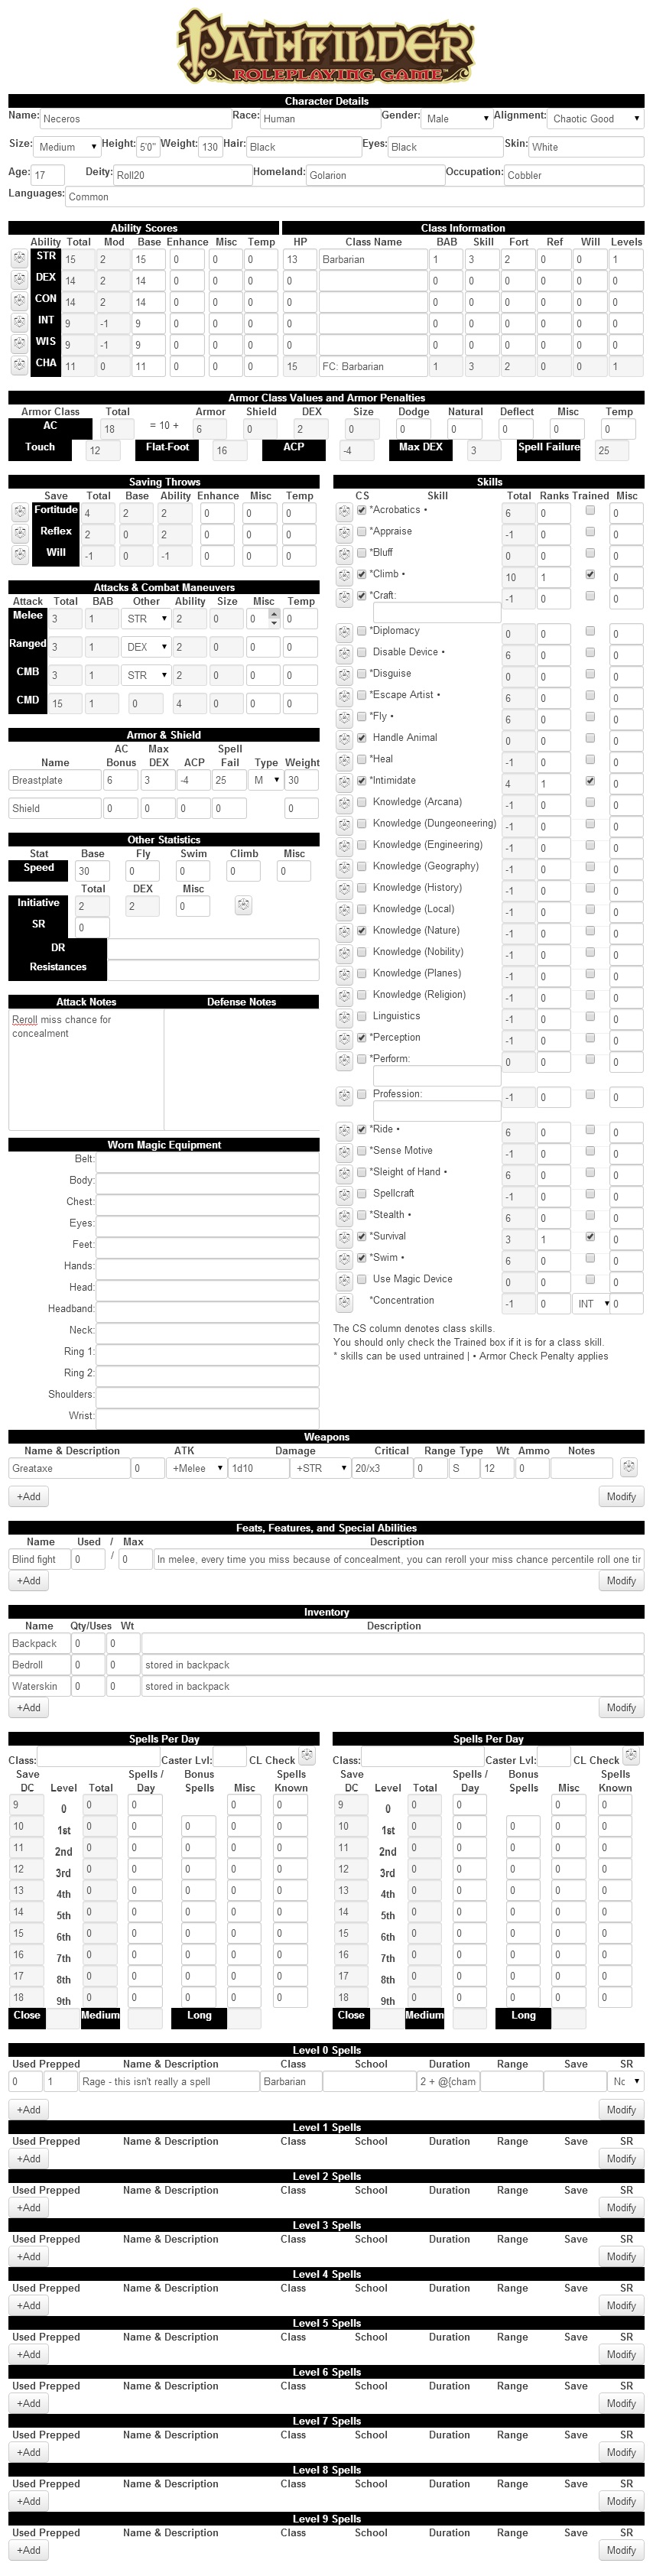 PATHFINDER
ROLEPLAYING GAME
Character Details
Name: Neceros Race: Human Gender: Male Alignment: Chaotic Good
Size: Medium Height: 5'0" Weight: 130 Hair: Black Eyes: Black Skin: White
Age: 17 Deity: Roll20 Homeland: Golarion Occupation: Cobbler
Languages: Common
Ability Scores
Ability Total Mod Base Enhance Misc Temp
STR 15 2 15 0 0 0
DEX 14 2 14 0 0 0
CON 14 2 14 0 0 0
INT 9 -1 9 0 0 0
WIS 9 -1 9 0 0 0
CHA 11 0 11 0 0 0
Class Information
HP Class Name BAB Skill Fort Ref Will Levels
13 Barbarian 1 3 2 0 0 1
0 0 0 0 0 0 0
0 0 0 0 0 0 0
0 0 0 0 0 0 0
0 0 0 0 0 0 0
15 FC: Barbarian 1 3 2 0 0 1
Armor Class Values and Armor Penalties
Armor Class Total Armor Shield DEX Size Dodge Natural Deflect Misc Temp
AC 18 = 10 + 6 0 2 0 0 0 0 0 0
Touch 12 Flat-Foot 16 ACP -4 Max DEX 3 Spell Failure 25
Saving Throws
Save Total Base Ability Enhance Misc Temp
Fortitude 4 2 2 0 0 0
Reflex 2 0 2 0 0 0
Will -1 0 -1 0 0 0
Attacks & Combat Maneuvers
Attack Total BAB Other Ability Size Misc Temp
Melee 3 1 STR 2 0 0 0
Ranged 3 1 DEX 2 0 0 0
CMB 3 1 STR 2 0 0 0
CMD 15 1 0 4 0 0 0
Armor & Shield
AC Max Spell
Name Bonus DEX ACP Fail Type Weight
Breastplate 6 3 -4 25 M 30
Shield 0 0 0 0 0
Other Statistics
Stat Base Fly Swim Climb Misc
Speed 30 0 0 0 0
Total DEX Misc
Initiative 2 2 0
SR 0
DR
Resistances
Attack Notes Defense Notes
Reroll miss chance for
concealment
Worn Magic Equipment
Belt:
Body:
Chest:
Eyes:
Feet:
Hands:
Head:
Headband:
Neck:
Ring 1:
Ring 2:
Shoulders:
Wrist:
Skills
CS Skill Total Ranks Trained Misc
*Acrobatics • 6 0 0
*Appraise -1 0 0
*Bluff 0 0 0
*Climb • 10 1 0
*Craft: -1 0 0
*Diplomacy 0 0 0
Disable Device • 6 0 0
*Disguise 0 0 0
*Escape Artist • 6 0 0
*Fly • 6 0 0
Handle Animal 0 0 0
*Heal -1 0 0
*Intimidate 4 1 0
Knowledge (Arcana) -1 0 0
Knowledge (Dungeoneering) -1 0 0
Knowledge (Engineering) -1 0 0
Knowledge (Geography) -1 0 0
Knowledge (History) -1 0 0
Knowledge (Local) -1 0 0
Knowledge (Nature) -1 0 0
Knowledge (Nobility) -1 0 0
Knowledge (Planes) -1 0 0
Knowledge (Religion) -1 0 0
Linguistics -1 0 0
*Perception -1 0 0
*Perform: 0 0 0
Profession: -1 0 0
*Ride • 6 0 0
*Sense Motive -1 0 0
*Sleight of Hand • 6 0 0
Spellcraft -1 0 0
*Stealth • 6 0 0
*Survival 3 1 0
*Swim • 6 0 0
Use Magic Device 0 0 0
*Concentration -1 0 INT 0
The CS column denotes class skills.
You should only check the Trained box if it is for a class skill.
* skills can be used untrained | • Armor Check Penalty applies
Weapons
Name & Description ATK Damage Critical Range Type Wt Ammo Notes
Greataxe 0 +Melee 1d10 +STR 20/x3 0 S 12 0
+Add Modify
Feats, Features, and Special Abilities
Name Used / Max Description
Blind fight 0 / 0 In melee, every time you miss because of concealment, you can reroll your miss chance percentile roll one tir
+Add Modify
Inventory
Name Qty/Uses Wt Description
Backpack 0 0
Bedroll 0 0 stored in backpack
Waterskin 0 0 stored in backpack
+Add Modify
Spells Per Day
Class: Caster Lvl: CL Check
Save Spells / Bonus Spells
DC Level Total Day Spells Misc Known
9 0 0 0 0 0
10 1st 0 0 0 0 0
11 2nd 0 0 0 0 0
12 3rd 0 0 0 0 0
13 4th 0 0 0 0 0
14 5th 0 0 0 0 0
15 6th 0 0 0 0 0
16 7th 0 0 0 0 0
17 8th 0 0 0 0 0
18 9th 0 0 0 0 0
Close Medium Long
Spells Per Day
Class: Caster Lvl: CL Check
Save Spells / Bonus Spells
DC Level Total Day Spells Misc Known
9 0 0 0 0 0
10 1st 0 0 0 0 0
11 2nd 0 0 0 0 0
12 3rd 0 0 0 0 0
13 4th 0 0 0 0 0
14 5th 0 0 0 0 0
15 6th 0 0 0 0 0
16 7th 0 0 0 0 0
17 8th 0 0 0 0 0
18 9th 0 0 0 0 0
Close Medium Long
Level 0 Spells
Used Prepped Name & Description Class School Duration Range Save SR
0 1 Rage - this isn't really a spell Barbarian 2 + @{cham Nc
+Add Modify
Level 1 Spells
Used Prepped Name & Description Class School Duration Range Save SR
+Add Modify
Level 2 Spells
Used Prepped Name & Description Class School Duration Range Save SR
+Add Modify
Level 3 Spells
Used Prepped Name & Description Class School Duration Range Save SR
+Add Modify
Level 4 Spells
Used Prepped Name & Description Class School Duration Range Save SR
+Add Modify
Level 5 Spells
Used Prepped Name & Description Class School Duration Range Save SR
+Add Modify
Level 6 Spells
Used Prepped Name & Description Class School Duration Range Save SR
+Add Modify
Level 7 Spells
Used Prepped Name & Description Class School Duration Range Save SR
+Add Modify
Level 8 Spells
Used Prepped Name & Description Class School Duration Range Save SR
+Add Modify
Level 9 Spells
Used Prepped Name & Description Class School Duration Range Save SR
+Add Modify